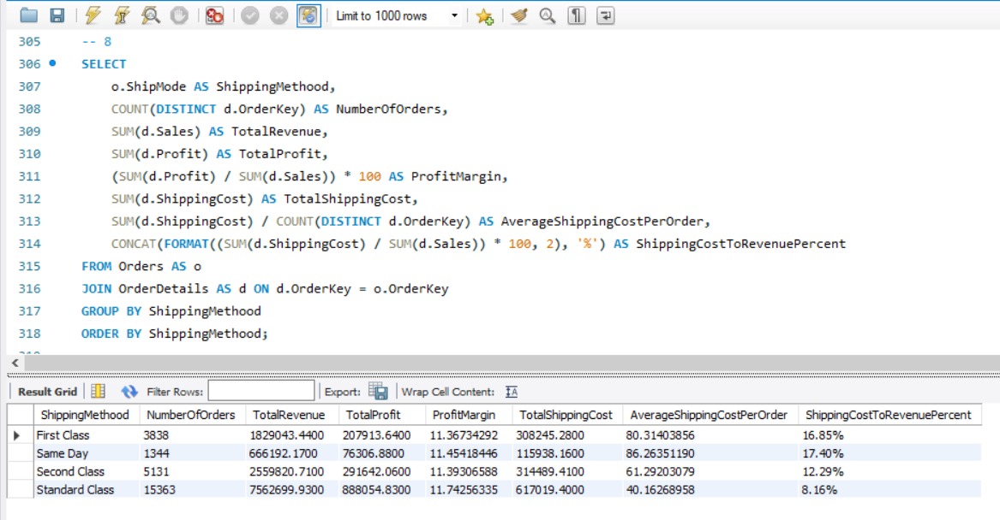 Limit to 1000 rows
305 -- 8
306 SELECT
307 o.ShipMode AS ShippingMethood,
308 COUNT(DISTINCT d.OrderKey) AS NumberOfOrders,
309 SUM(d.Sales) AS TotalRevenue,
310 SUM(d.Profit) AS TotalProfit,
311 (SUM(d.Profit) / SUM(d.Sales)) * 100 AS ProfitMargin,
312 SUM(d.ShippingCost) AS TotalShippingCost,
313 SUM(d.ShippingCost) / COUNT(DISTINCT d.OrderKey) AS AverageShippingCostPerOrder,
314 CONCAT(FORMAT((SUM(d.ShippingCost) / SUM(d.Sales)) * 100, 2), '%') AS ShippingCostToRevenuePercent
315 FROM Orders AS o
316 JOIN OrderDetails AS d ON d.OrderKey = o.OrderKey
317 GROUP BY ShippingMethood
318 ORDER BY ShippingMethood;
Result Grid Filter Rows: Export: Wrap Cell Content:
ShippingMethood NumberOfOrders TotalRevenue TotalProfit ProfitMargin TotalShippingCost AverageShippingCostPerOrder ShippingCostToRevenuePercent
First Class 3838 1829043.4400 207913.6400 11.36734292 308245.2800 80.31403856 16.85%
Same Day 1344 666192.1700 76306.8800 11.45418446 115938.1600 86.26351190 17.40%
Second Class 5131 2559820.7100 291642.0600 11.39306588 314489.4100 61.29203079 12.29%
Standard Class 15363 7562699.9300 888054.8300 11.74256335 617019.4000 40.16268958 8.16%